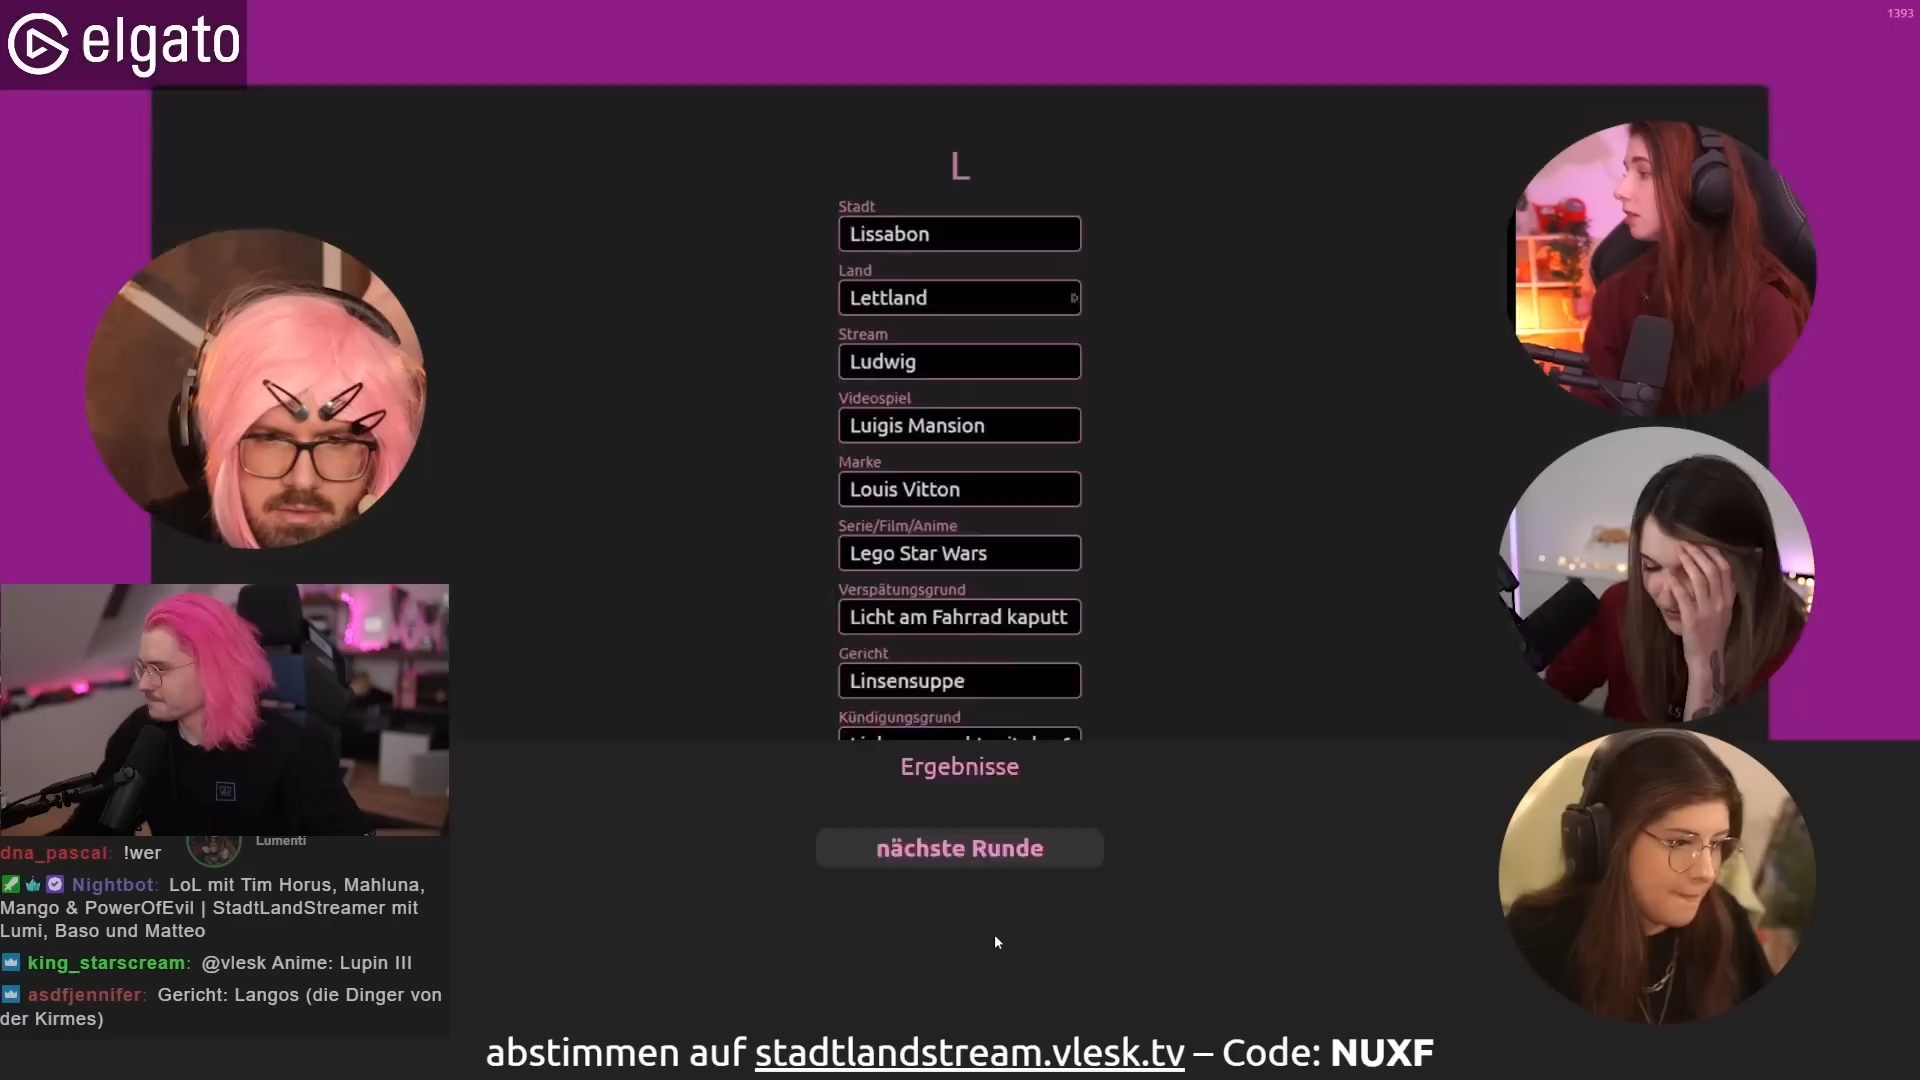 elgato
1393
L
Stadt
Lissabon
Land
Lettland
Stream
Ludwig
Videospiel
Luigis Mansion
Marke
Louis Vitton
Serie/Film/Anime
Lego Star Wars
Verspätungsgrund
Licht am Fahrrad kaputt
Gericht
Linsensuppe
Kündigungsgrund
Ergebnisse
nächste Runde
Lumenti
dna_pascal: !wer
Nightbot: LoL mit Tim Horus, Mahluna,
Mango & PowerOfEvil | StadtLandStreamer mit
Lumi, Baso und Matteo
king_starscream: @vlesk Anime: Lupin III
asdfjennifer: Gericht: Langos (die Dinger von
der Kirmes)
abstimmen auf stadtlandstream.vlesk.tv – Code: NUXF